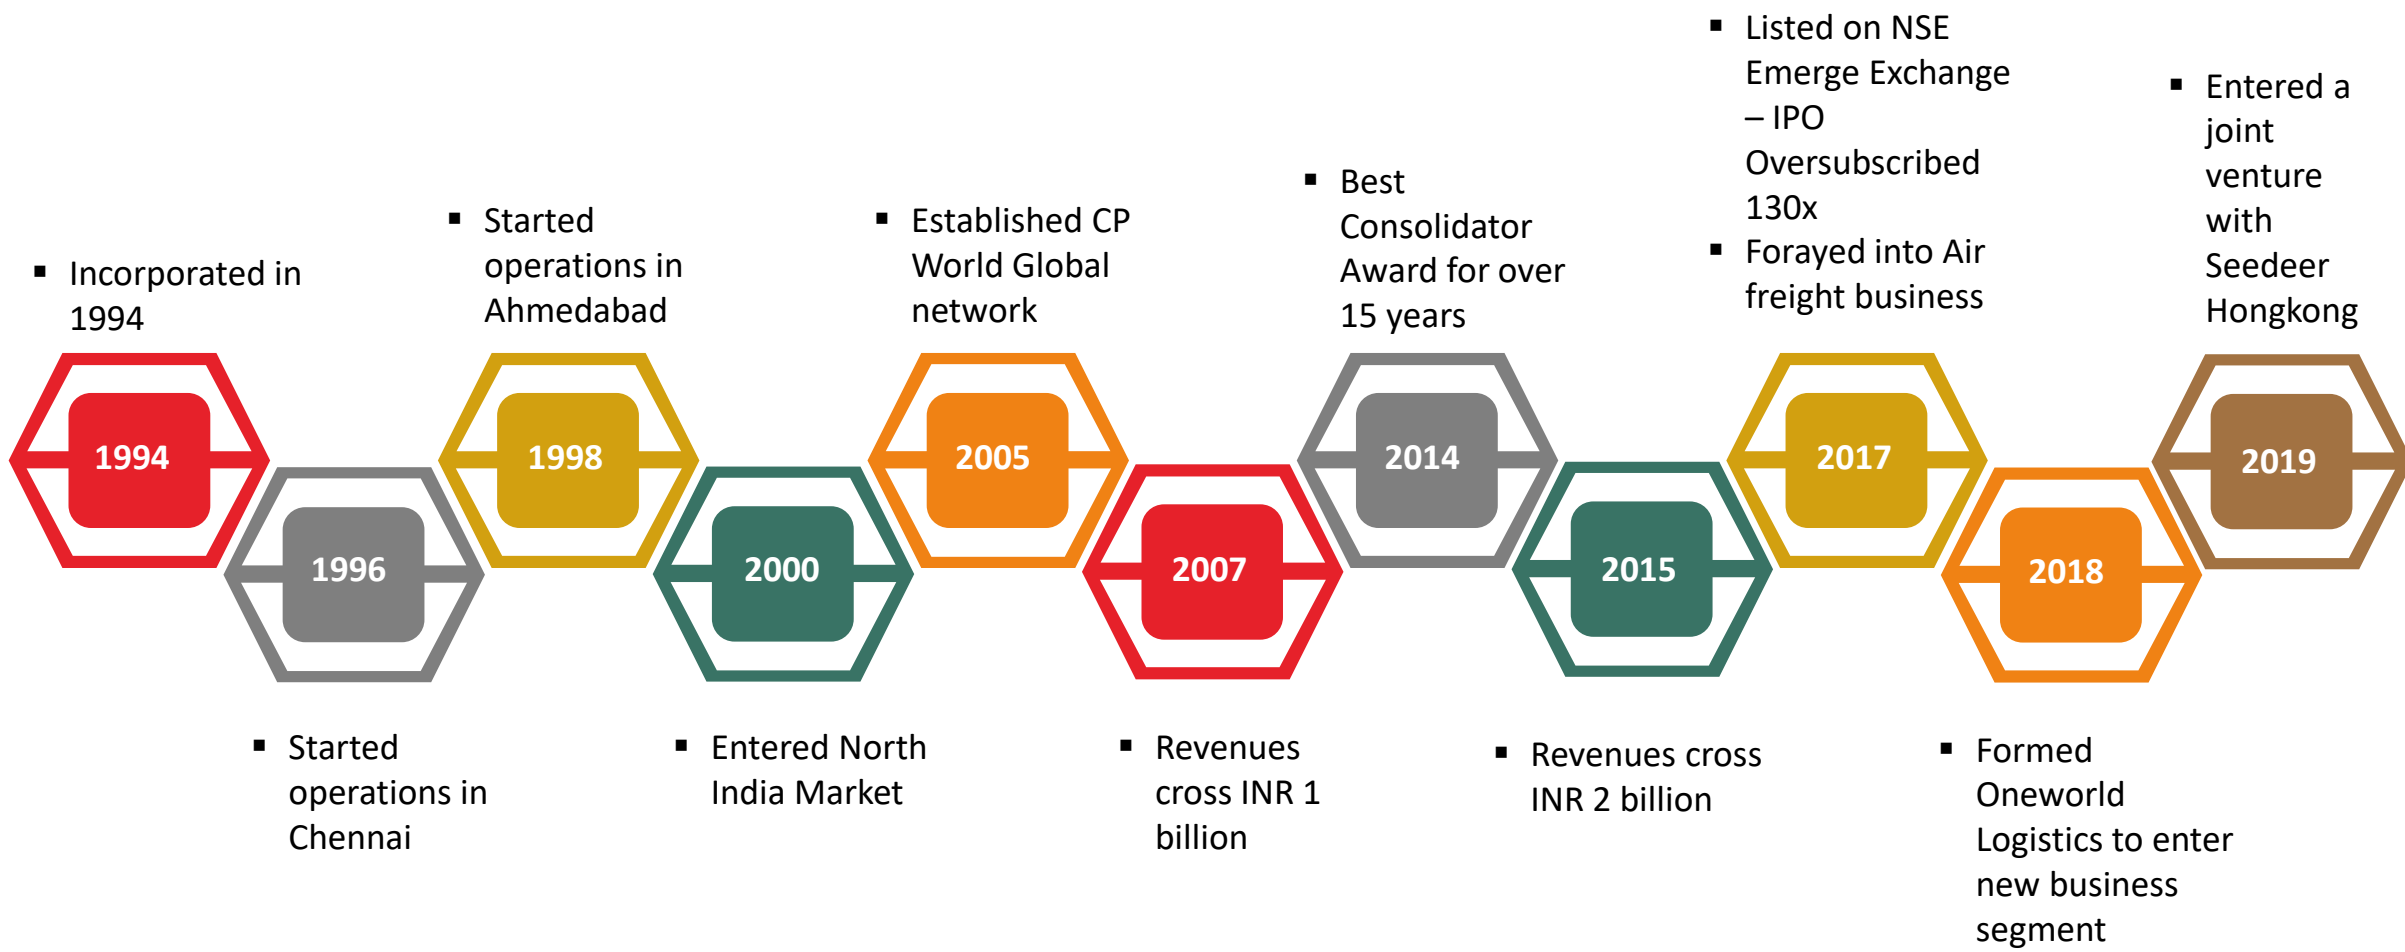 ▪ Incorporated in
1994
1994
1996
▪ Started
operations in
Chennai
▪ Started
operations in
Ahmedabad
1998
2000
▪ Entered North
India Market
▪ Established CP
World Global
network
2005
2007
▪ Revenues
cross INR 1
billion
▪ Best
Consolidator
Award for over
15 years
2014
2015
▪ Revenues cross
INR 2 billion
▪ Listed on NSE
Emerge Exchange
– IPO
Oversubscribed
130x
▪ Forayed into Air
freight business
2017
2018
▪ Formed
Oneworld
Logistics to enter
new business
segment
▪ Entered a
joint
venture
with
Seedeer
Hongkong
2019